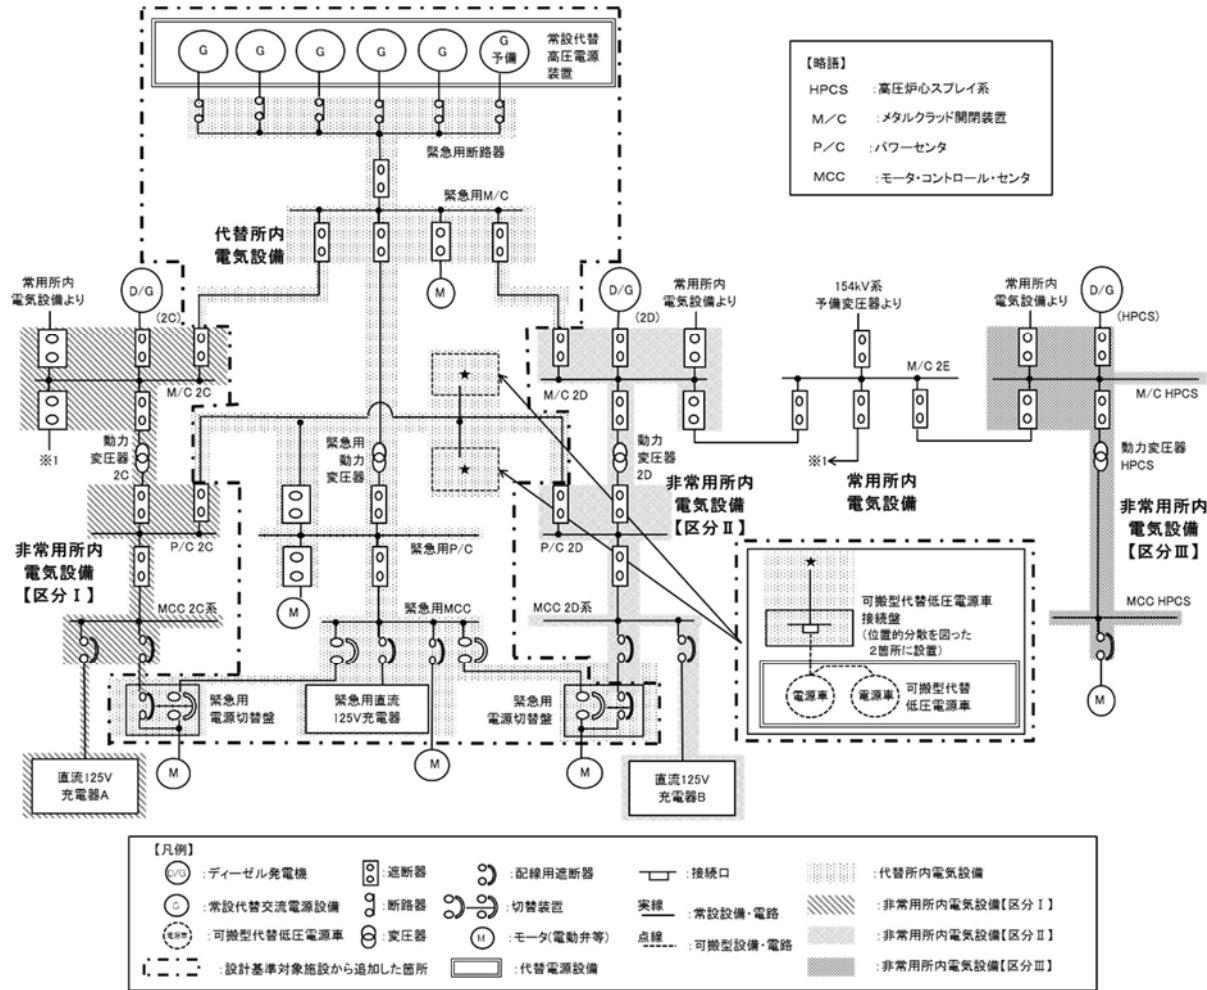 G
G
G
G
G
G
予備
常設代替
高圧電源
装置
緊急用断路器
緊急用M/C
代替所内
電気設備
M
【略語】
HPCS :高圧炉心スプレイ系
M/C :メタルクラッド開閉装置
P/C :パワーセンタ
MCC :モータ・コントロール・センタ
常用所内
電気設備より
D/G
(2C)
D/G
(2D)
常用所内
電気設備より
154kV系
予備変圧器より
常用所内
電気設備より
D/G
(HPCS)
M/C 2C
M/C 2D
M/C 2E
M/C HPCS
※1
動力
変圧器
2C
緊急用
動力
変圧器
動力
変圧器
2D
※1
動力変圧器
HPCS
★
★
非常用所内
電気設備
【区分Ⅱ】
常用所内
電気設備
非常用所内
電気設備
【区分Ⅲ】
P/C 2C
緊急用P/C
P/C 2D
非常用所内
電気設備
【区分Ⅰ】
M
MCC 2C系
緊急用MCC
MCC 2D系
MCC HPCS
★
可搬型代替低圧電源車
接続盤
(位置的分散を図った
2箇所に設置)
電源車
電源車
可搬型代替
低圧電源車
緊急用
電源切替盤
緊急用直流
125V充電器
緊急用
電源切替盤
M
M
M
M
直流125V
充電器A
直流125V
充電器B
【凡例】
D/G :ディーゼル発電機
:遮断器
:配線用遮断器
:接続口
:代替所内電気設備
G :常設代替交流電源設備
:断路器
:切替装置
実線 :常設設備・電路
:非常用所内電気設備【区分Ⅰ】
電源車 :可搬型代替低圧電源車
:変圧器
M :モータ(電動弁等)
点線 :可搬型設備・電路
:非常用所内電気設備【区分Ⅱ】
:設計基準対象施設から追加した箇所
:代替電源設備
:非常用所内電気設備【区分Ⅲ】